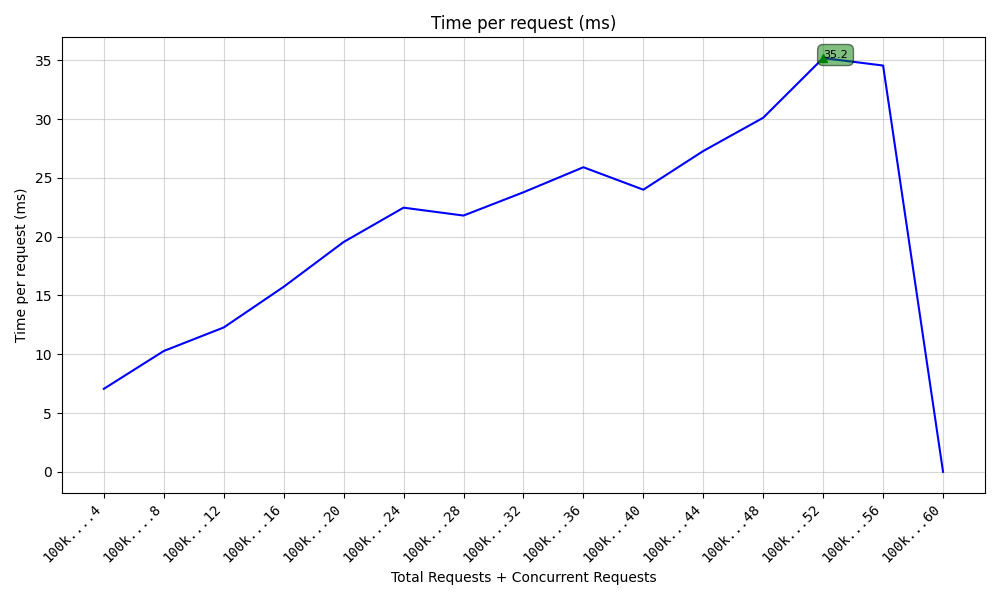 Time per request (ms)
35.2
35
30
25
20
15
10
5
0
Time per request (ms)
100k....4
100k....8
100k...12
100k...16
100k...20
100k...24
100k...28
100k...32
100k...36
100k...40
100k...44
100k...48
100k...52
100k...56
100k...60
Total Requests + Concurrent Requests